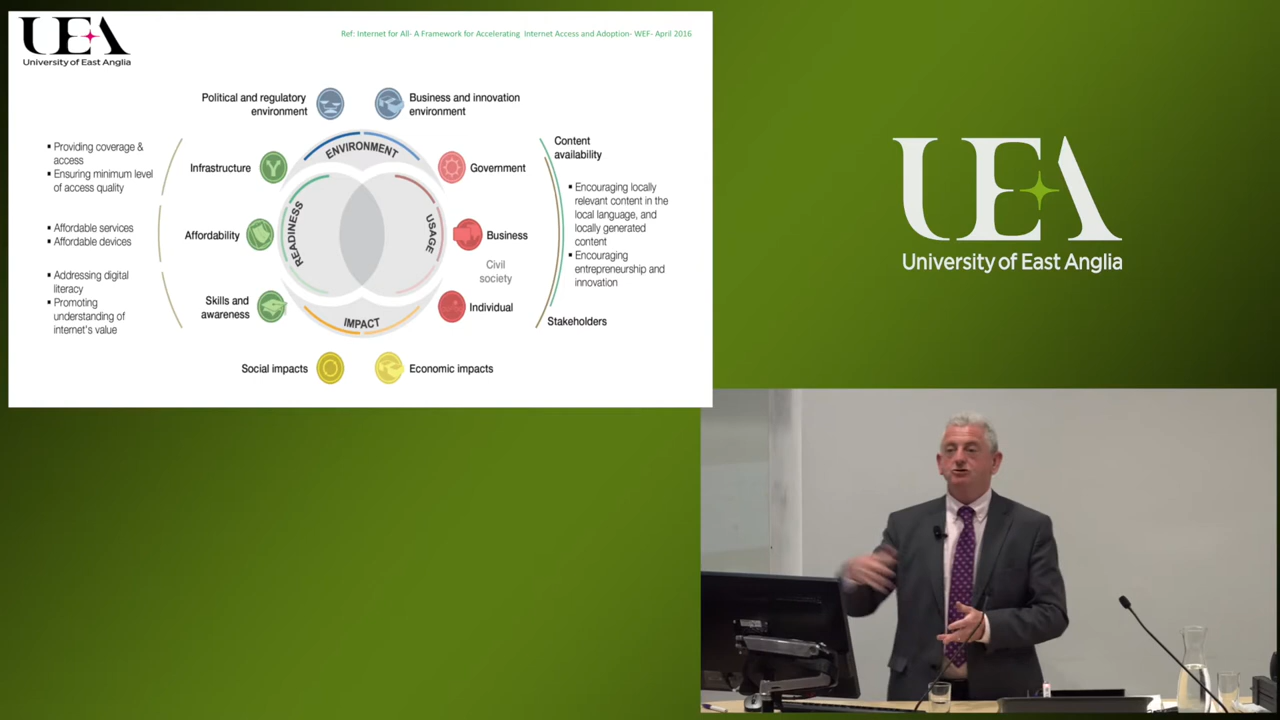 UEA
University of East Anglia
Ref: Internet for All- A Framework for Accelerating Internet Access and Adoption- WEF- April 2016
Political and regulatory
environment
Business and innovation
environment
▪ Providing coverage &
access
▪ Ensuring minimum level
of access quality
▪ Affordable services
▪ Affordable devices
▪ Addressing digital
literacy
▪ Promoting
understanding of
internet's value
Infrastructure
Affordability
Skills and
awareness
ENVIRONMENT
READINESS
USAGE
IMPACT
Government
Business
Civil
society
Individual
Content
availability
▪ Encouraging locally
relevant content in the
local language, and
locally generated
content
▪ Encouraging
entrepreneurship and
innovation
Stakeholders
Social impacts
Economic impacts
UEA
University of East Anglia